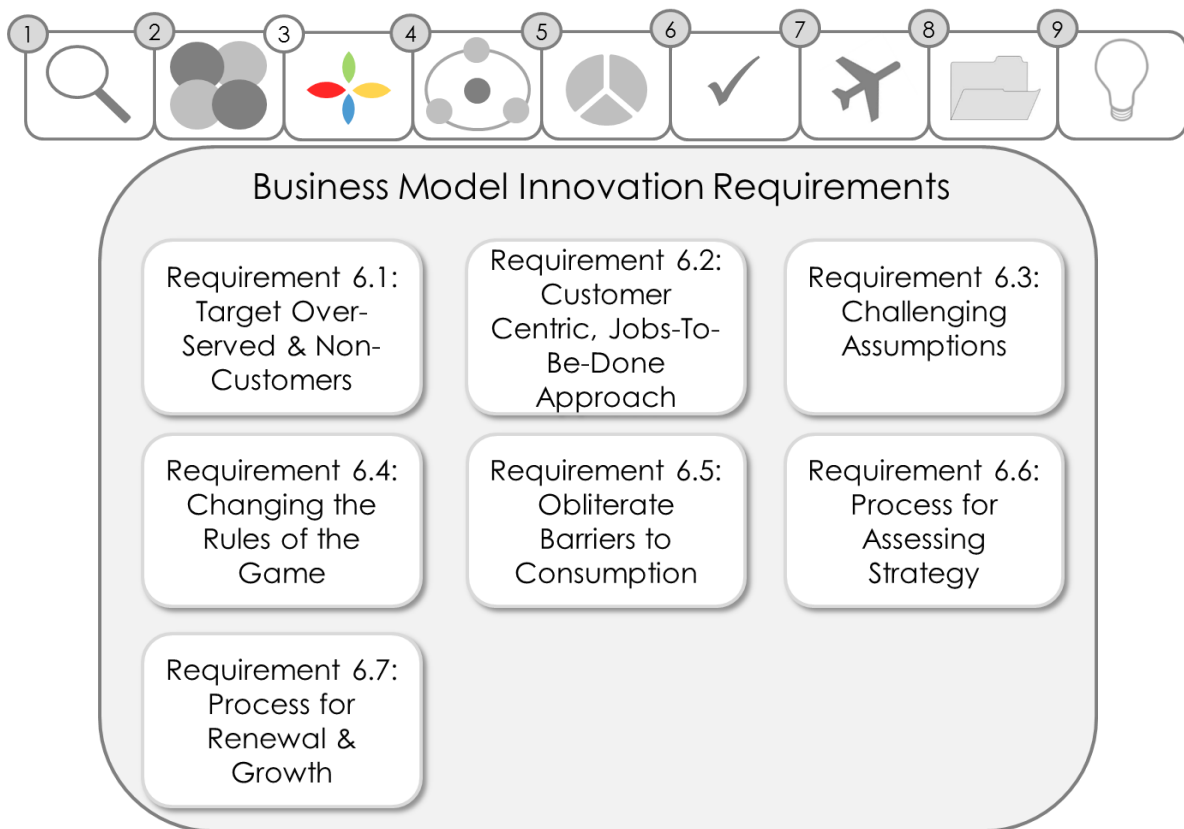 1 2 3 4 5 6 7 8 9
Business Model Innovation Requirements
Requirement 6.1:
Target Over-
Served & Non-
Customers
Requirement 6.2:
Customer
Centric, Jobs-To-
Be-Done
Approach
Requirement 6.3:
Challenging
Assumptions
Requirement 6.4:
Changing the
Rules of the
Game
Requirement 6.5:
Obliterate
Barriers to
Consumption
Requirement 6.6:
Process for
Assessing
Strategy
Requirement 6.7:
Process for
Renewal &
Growth